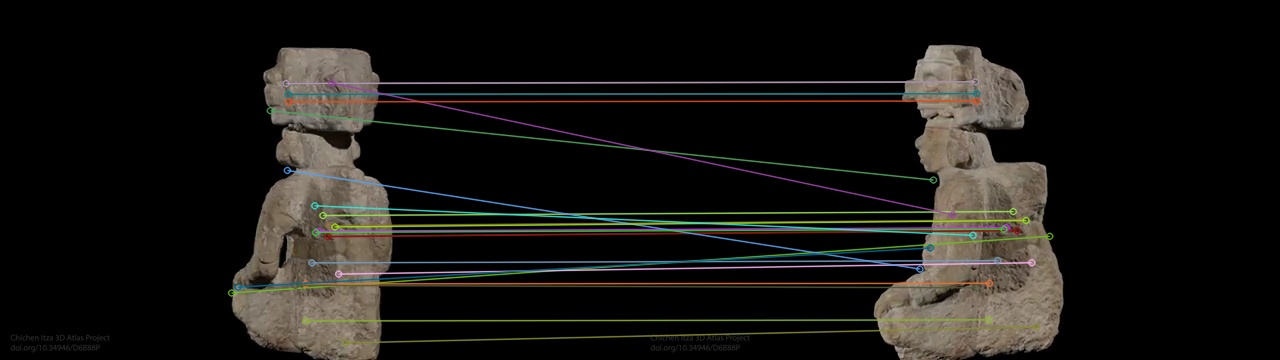 Chichen Itza 3D Atlas Project
doi.org/10.34946/D6B88P
Chichen Itza 3D Atlas Project
doi.org/10.34946/D6B88P